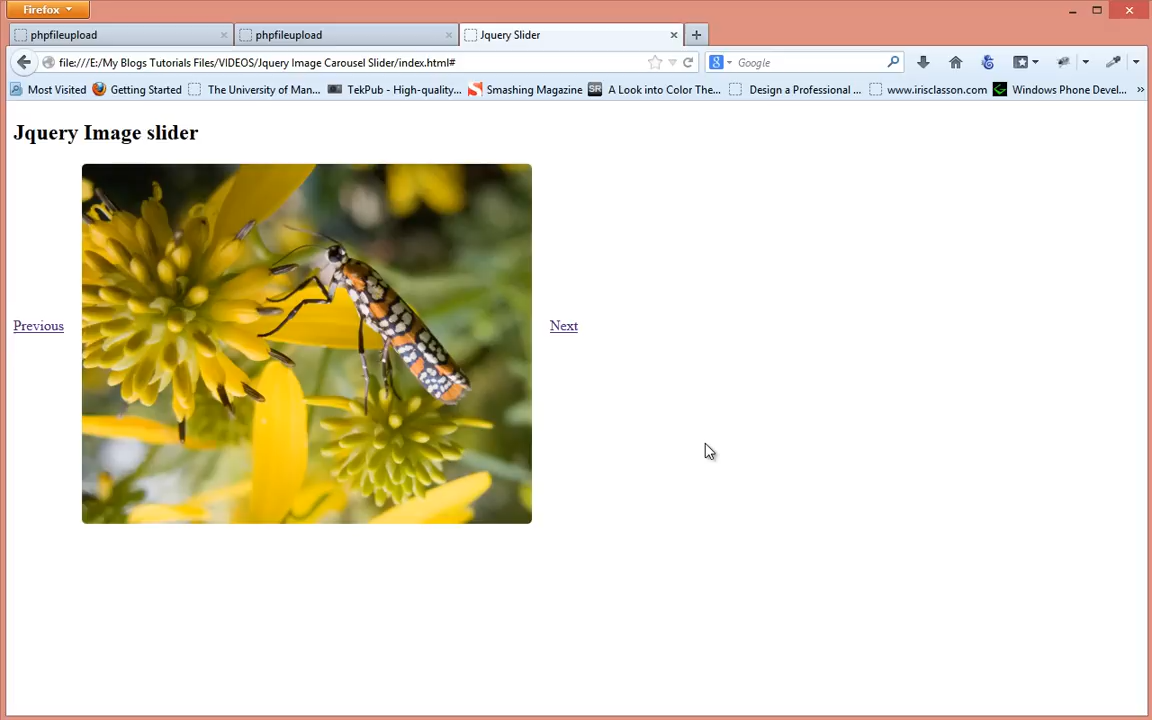 Firefox
phpfileupload
phpfileupload
Jquery Slider
file:///E:/My Blogs Tutorials Files/VIDEOS/Jquery Image Carousel Slider/index.html#
Google
Most Visited
Getting Started
The University of Man...
TekPub - High-quality...
Smashing Magazine
SR
A Look into Color The...
Design a Professional ...
www.irisclasson.com
Windows Phone Devel...
Jquery Image slider
Previous
Next